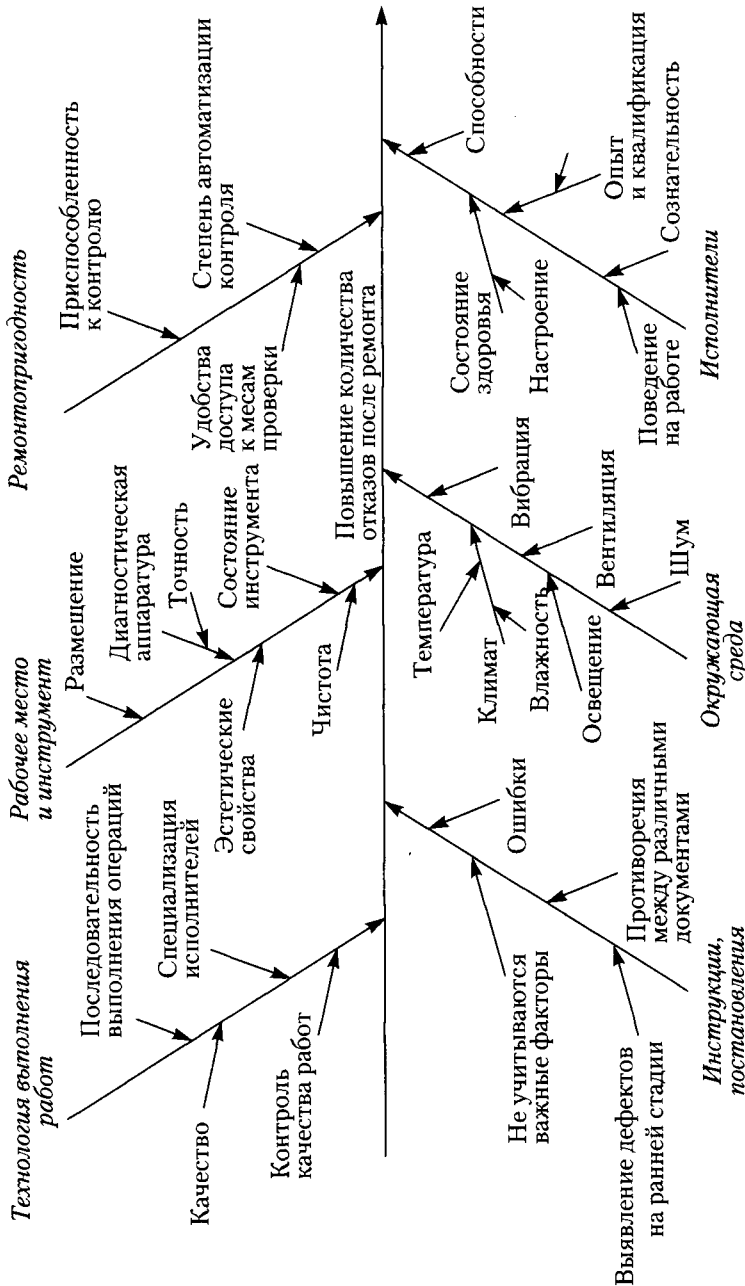 Технология выполнения
работ
Последовательность
выполнения операций
Качество
Специализация
исполнителей
Контроль
качества работ
Рабочее место
и инструмент
Размещение
Диагностическая
аппаратура
Точность
Эстетические
свойства
Состояние
инструмента
Чистота
Ремонтопригодность
Приспособленность
к контролю
Степень автоматизации
контроля
Удобства
доступа
к месам
проверки
Повышение количества
отказов после ремонта
Ошибки
Не учитываются
важные факторы
Противоречия
между различными
документами
Выявление дефектов
на ранней стадии
Инструкции,
постановления
Температура
Вибрация
Климат
Влажность
Вентиляция
Освещение
Шум
Окружающая
среда
Способности
Состояние
здоровья
Настроение
Опыт
и квалификация
Сознательность
Поведение
на работе
Исполнители